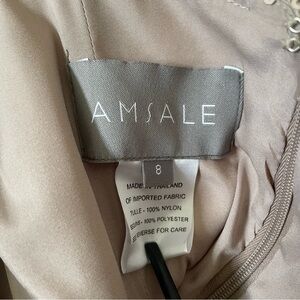 AMSALE
8
MADE IN THAILAND
OF IMPORTED FABRIC
TULLE - 100% NYLON
100% POLYESTER
REVERSE FOR CARE